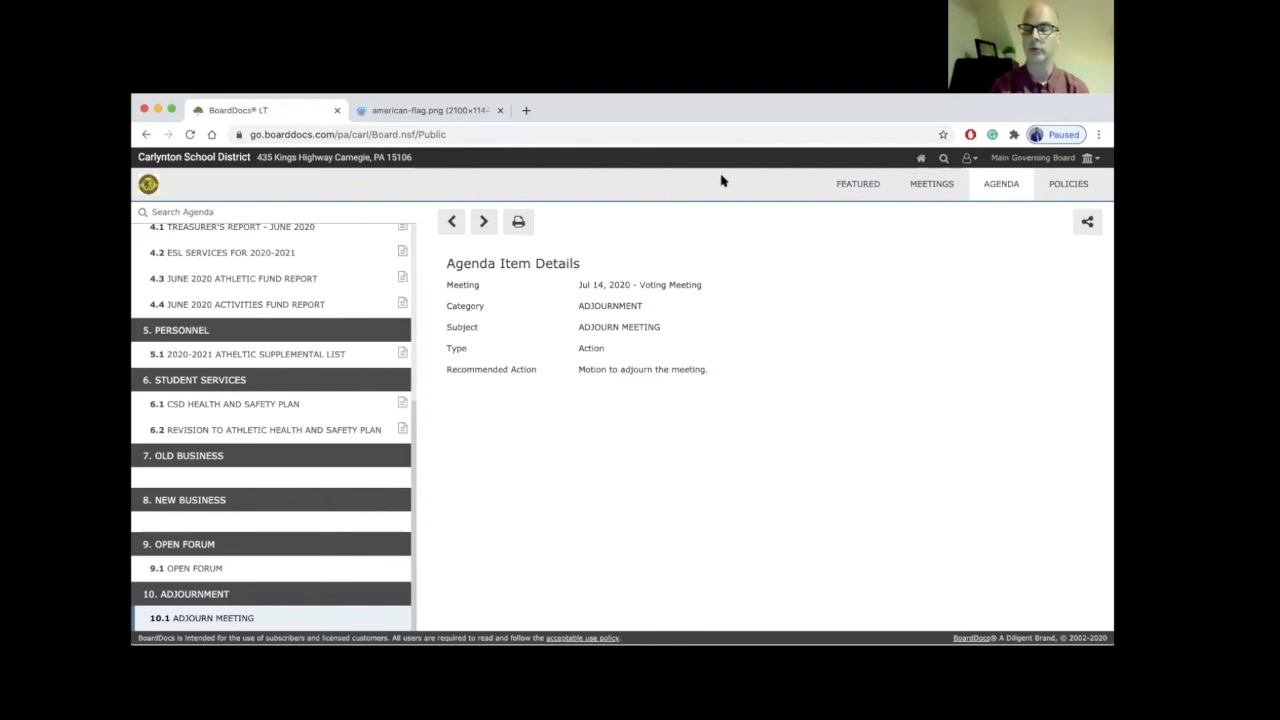 BoardDocs® LT
american-flag.png (2100×114
go.boarddocs.com/pa/carl/Board.nsf/Public
Paused
Carlynton School District 435 Kings Highway Carnegie, PA 15106
Main Governing Board
FEATURED
MEETINGS
AGENDA
POLICIES
Search Agenda
4.1 TREASURER'S REPORT - JUNE 2020
4.2 ESL SERVICES FOR 2020-2021
4.3 JUNE 2020 ATHLETIC FUND REPORT
4.4 JUNE 2020 ACTIVITIES FUND REPORT
5. PERSONNEL
5.1 2020-2021 ATHELTIC SUPPLEMENTAL LIST
6. STUDENT SERVICES
6.1 CSD HEALTH AND SAFETY PLAN
6.2 REVISION TO ATHLETIC HEALTH AND SAFETY PLAN
7. OLD BUSINESS
8. NEW BUSINESS
9. OPEN FORUM
9.1 OPEN FORUM
10. ADJOURNMENT
10.1 ADJOURN MEETING
Agenda Item Details
Meeting Jul 14, 2020 - Voting Meeting
Category ADJOURNMENT
Subject ADJOURN MEETING
Type Action
Recommended Action Motion to adjourn the meeting.
BoardDocs is intended for the use of subscribers and licensed customers. All users are required to read and follow the acceptable use policy.
BoardDocs® A Diligent Brand, © 2002-2020